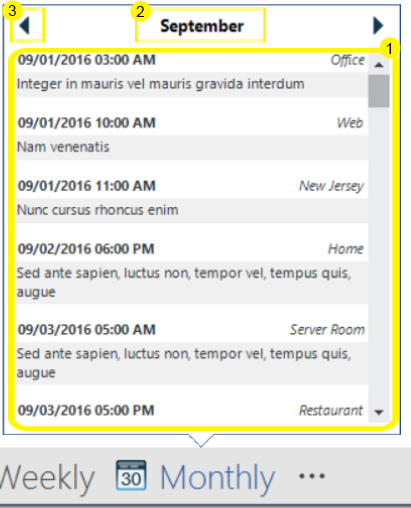 3
2
September
1
09/01/2016 03:00 AM Office
Integer in mauris vel mauris gravida interdum
09/01/2016 10:00 AM Web
Nam venenatis
09/01/2016 11:00 AM New Jersey
Nunc cursus rhoncus enim
09/02/2016 06:00 PM Home
Sed ante sapien, luctus non, tempor vel, tempus quis,
augue
09/03/2016 05:00 AM Server Room
Sed ante sapien, luctus non, tempor vel, tempus quis,
augue
09/03/2016 05:00 PM Restaurant
Weekly 30 Monthly ...